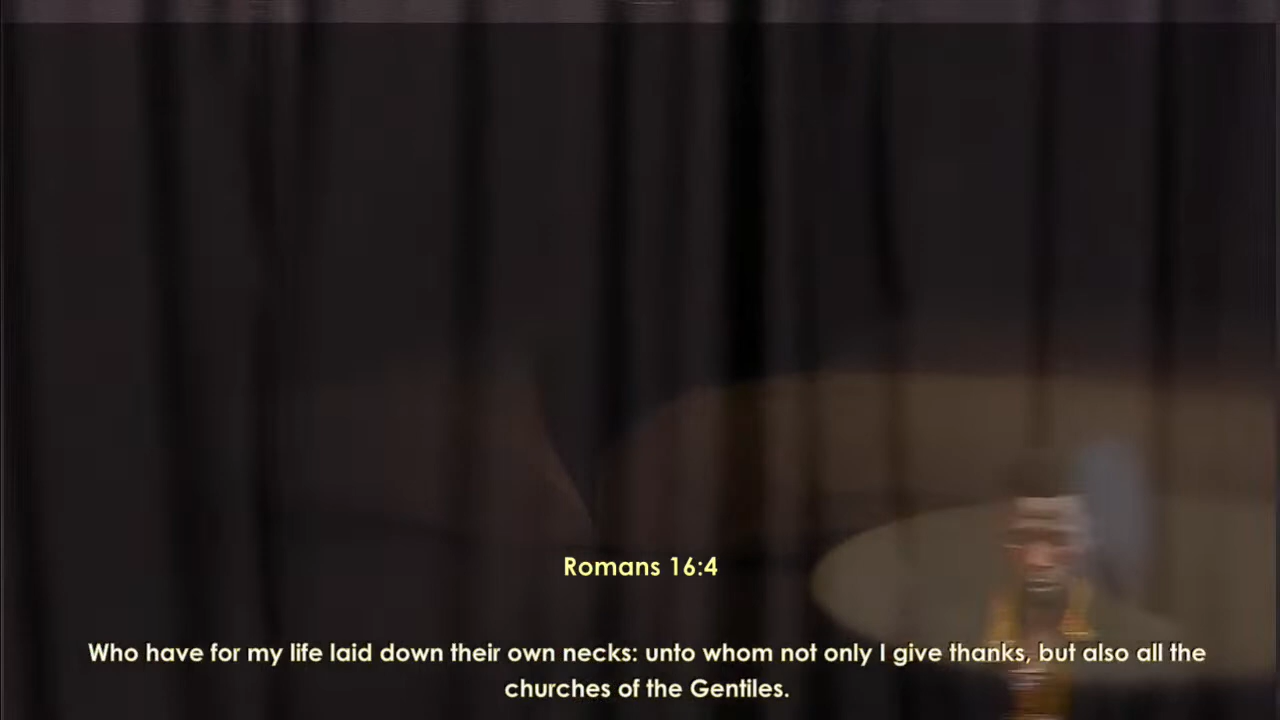 Romans 16:4
Who have for my life laid down their own necks: unto whom not only I give thanks, but also all the
churches of the Gentiles.